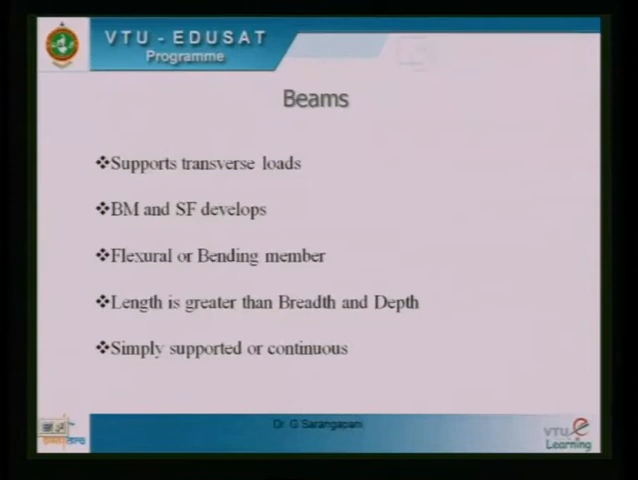 VTU - EDUSAT
Programme
Beams
❖Supports transverse loads
❖BM and SF develops
❖Flexural or Bending member
❖Length is greater than Breadth and Depth
❖Simply supported or continuous
Dr. G Sarangapani
VTU e
Learning